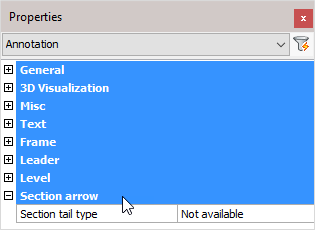 Properties
Annotation
General
3D Visualization
Misc
Text
Frame
Leader
Level
Section arrow
Section tail type Not available